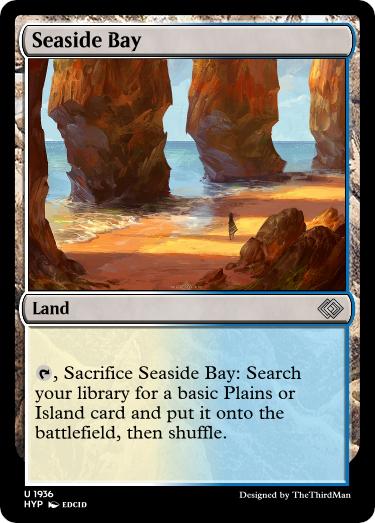 Seaside Bay
Land
, Sacrifice Seaside Bay: Search
your library for a basic Plains or
Island card and put it onto the
battlefield, then shuffle.
U 1936
HYP EDCID
Designed by TheThirdMan